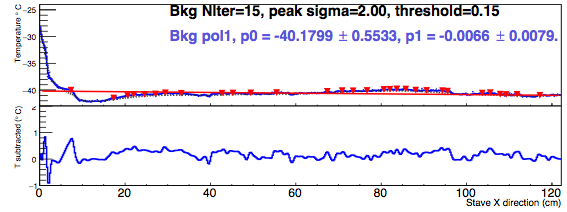 Bkg NIter=15, peak sigma=2.00, threshold=0.15
Bkg pol1, p0 = -40.1799 ± 0.5533, p1 = -0.0066 ± 0.0079.
Temperature (° C)
−25
−30
−35
−40
T subtracted (° C)
2
1
0
−1
0 20 40 60 80 100 120
Stave X direction (cm)